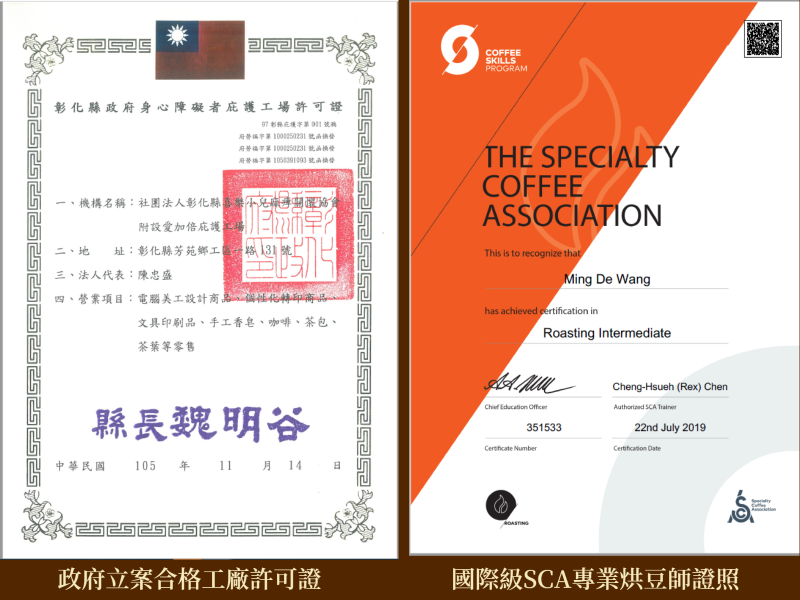 彰化縣政府身心障礙者庇護工場許可證
97 彰縣庇護字第 901 號稿
府勞福字第 1000250231 號函換發
府勞福字第 1000250231 號函換發
府勞福字第 1050391093 號函換發
一、機構名稱：社團法人彰化縣喜樂小兒麻痺關懷協會
附設愛加倍庇護工場
二、地　　址：彰化縣芳苑鄉工區一路 131 號
三、法人代表：陳忠盛
四、營業項目：電腦美工設計商品、個性化轉印商品、
文具印刷品、手工香皂、咖啡、茶包、
茶葉等零售
縣長魏明谷
中華民國 105 年 11 月 14 日
政府立案合格工廠許可證
COFFEE
SKILLS
PROGRAM
THE SPECIALTY
COFFEE
ASSOCIATION
This is to recognize that
Ming De Wang
has achieved certification in
Roasting Intermediate
Cheng-Hsueh (Rex) Chen
Chief Education Officer
Authorized SCA Trainer
351533
22nd July 2019
Certificate Number
Certification Date
ROASTING
Specialty
Coffee
Association
國際級SCA專業烘豆師證照